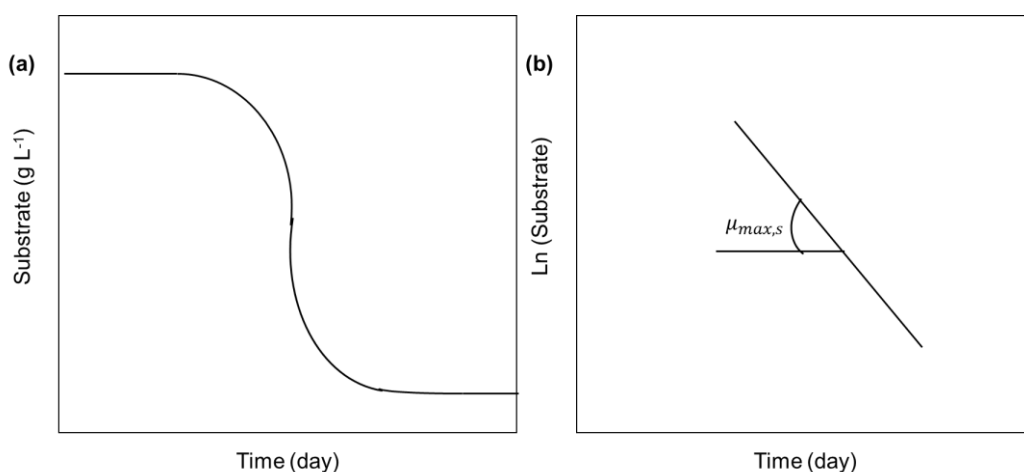 (a)
Substrate (g L⁻¹)
Time (day)
(b)
Ln (Substrate)
μmax,s
Time (day)